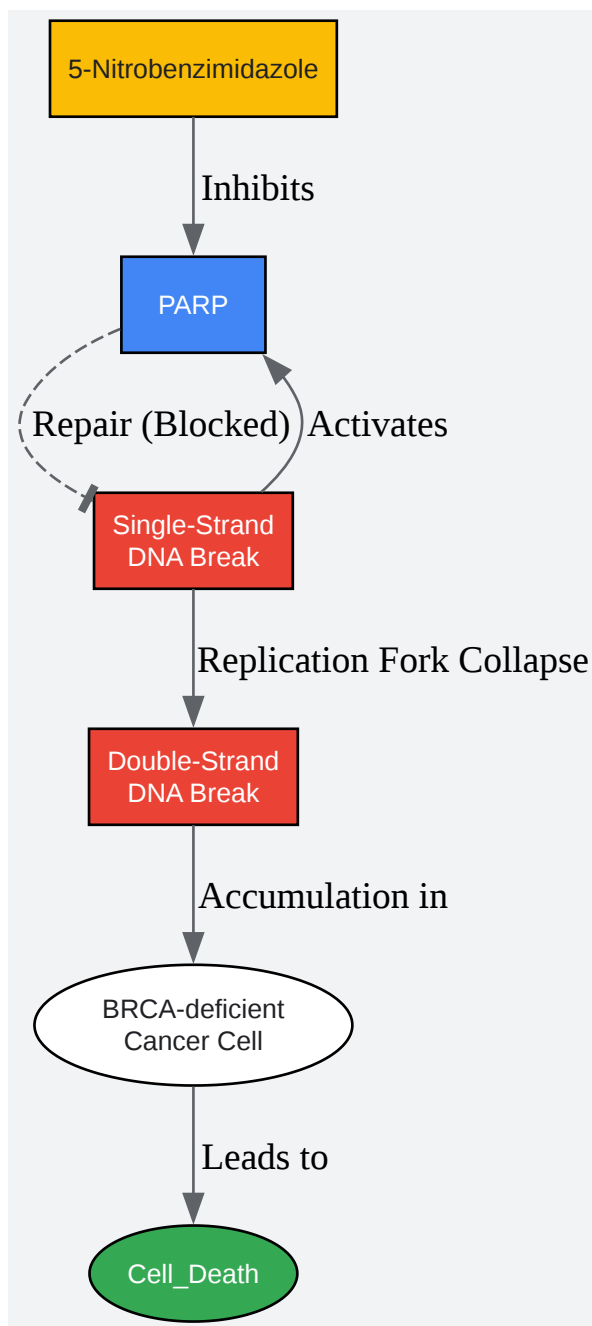 5-Nitrobenzimidazole
Inhibits
PARP
Repair (Blocked)
Activates
Single-Strand
DNA Break
Replication Fork Collapse
Double-Strand
DNA Break
Accumulation in
BRCA-deficient
Cancer Cell
Leads to
Cell_Death